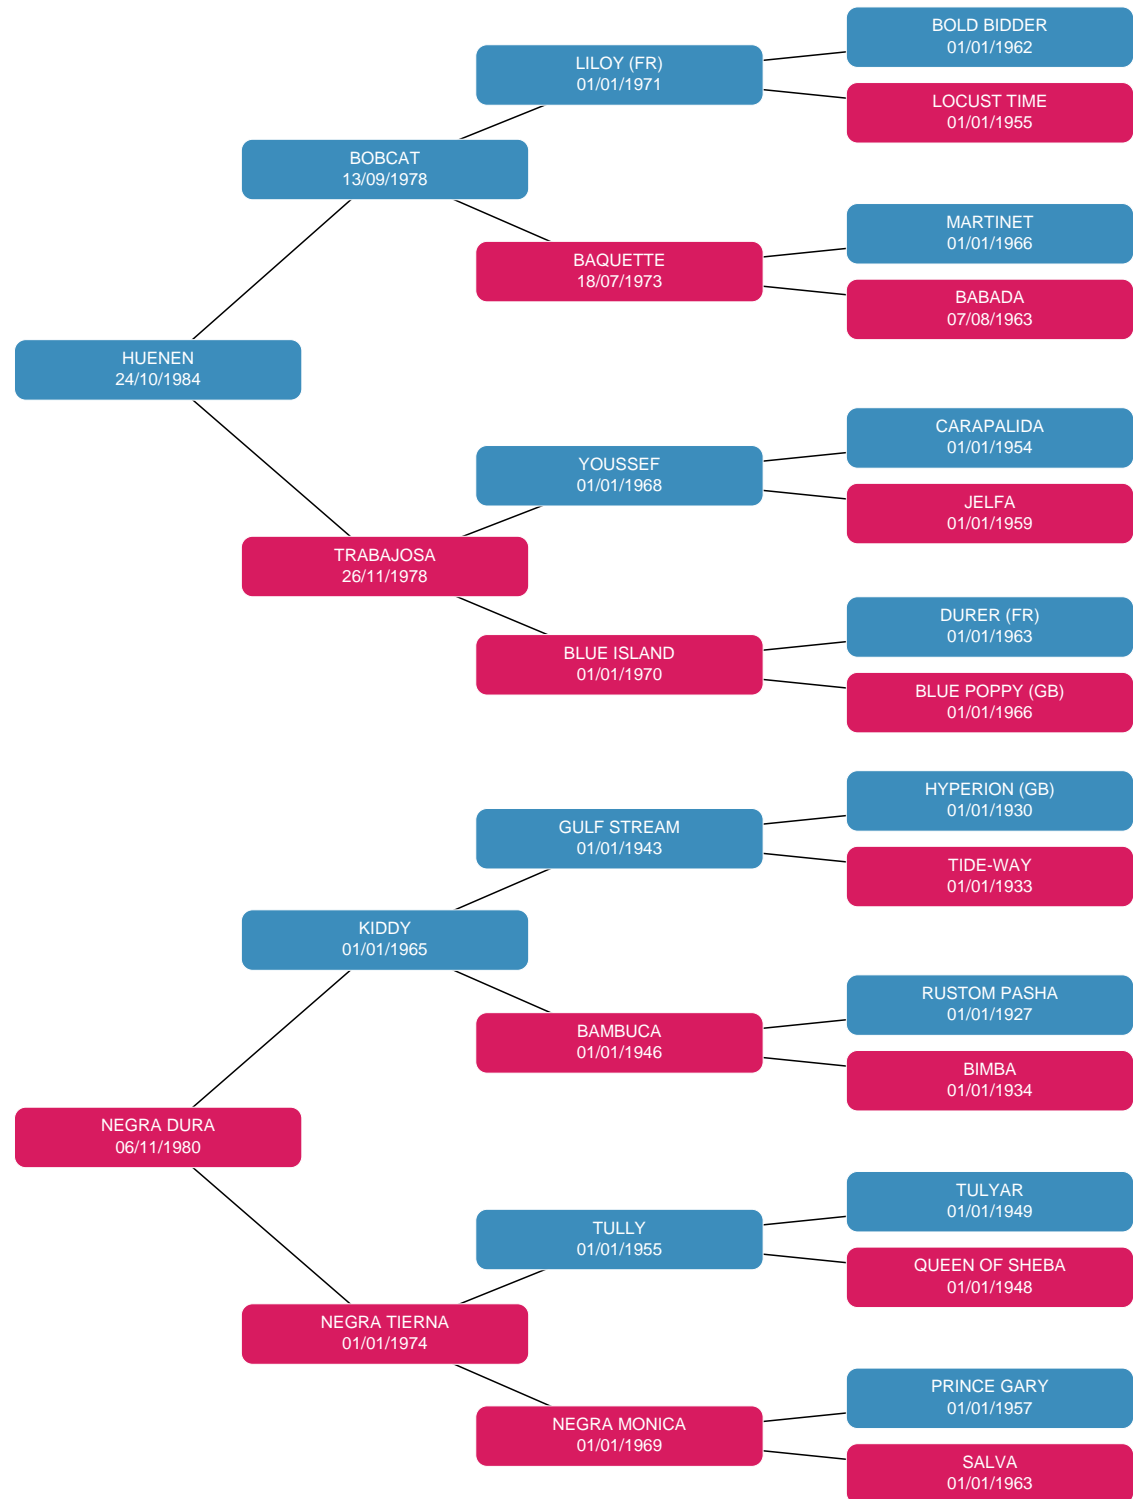 BOLD BIDDER
01/01/1962
LILOY (FR)
01/01/1971
LOCUST TIME
01/01/1955
BOBCAT
13/09/1978
MARTINET
01/01/1966
BAQUETTE
18/07/1973
BABADA
07/08/1963
HUENEN
24/10/1984
CARAPALIDA
01/01/1954
YOUSSEF
01/01/1968
JELFA
01/01/1959
TRABAJOSA
26/11/1978
DURER (FR)
01/01/1963
BLUE ISLAND
01/01/1970
BLUE POPPY (GB)
01/01/1966
HYPERION (GB)
01/01/1930
GULF STREAM
01/01/1943
TIDE-WAY
01/01/1933
KIDDY
01/01/1965
RUSTOM PASHA
01/01/1927
BAMBUCA
01/01/1946
BIMBA
01/01/1934
NEGRA DURA
06/11/1980
TULYAR
01/01/1949
TULLY
01/01/1955
QUEEN OF SHEBA
01/01/1948
NEGRA TIERNA
01/01/1974
PRINCE GARY
01/01/1957
NEGRA MONICA
01/01/1969
SALVA
01/01/1963